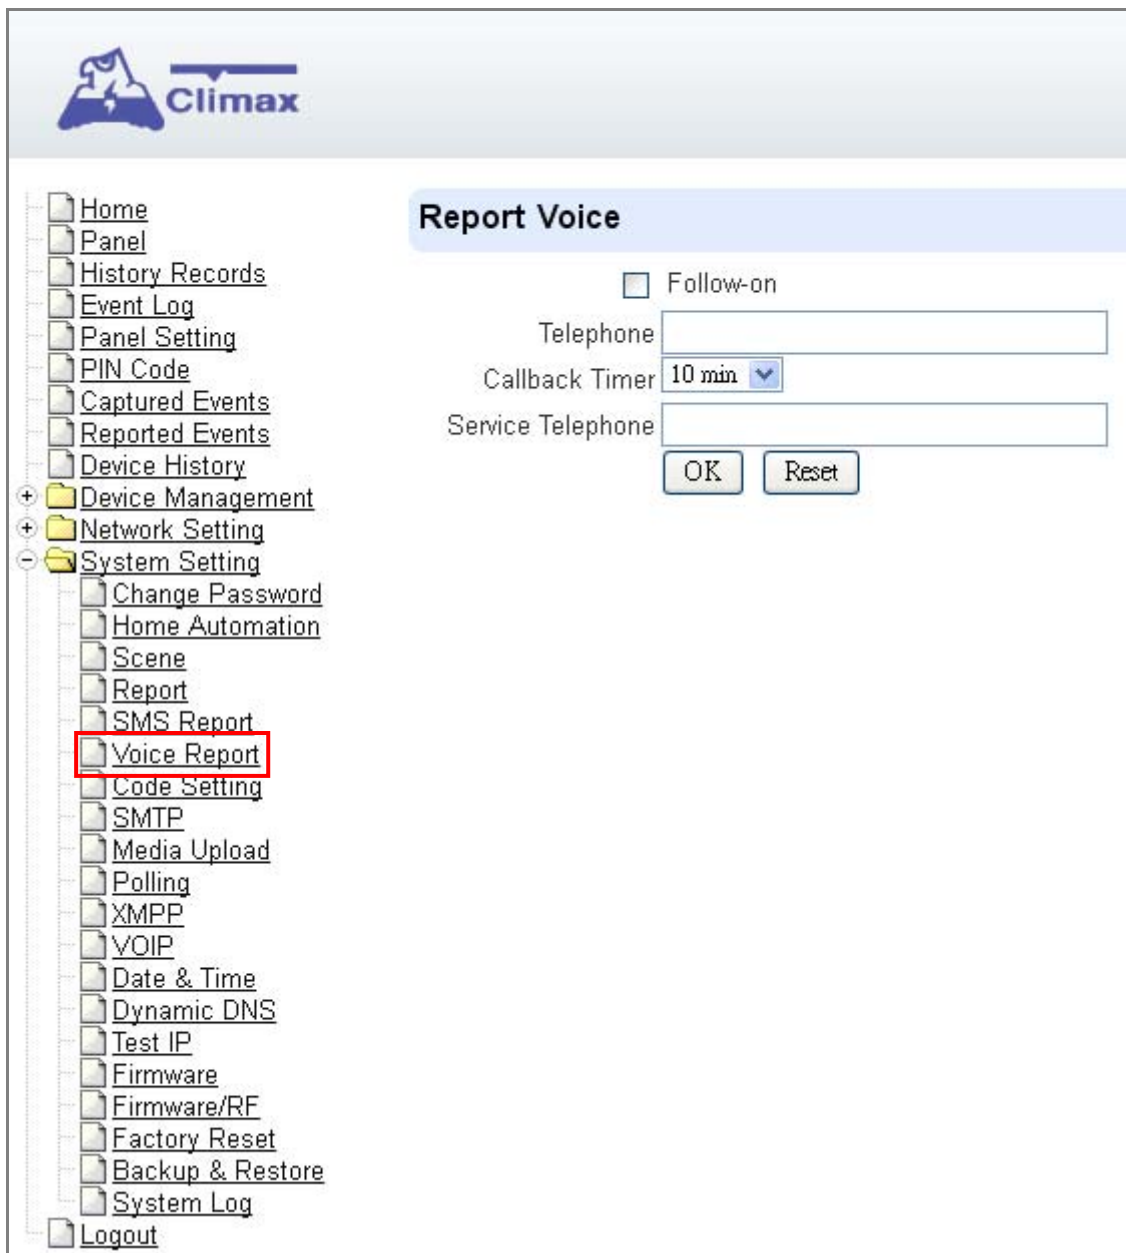 Climax
Home
Panel
History Records
Event Log
Panel Setting
PIN Code
Captured Events
Reported Events
Device History
Device Management
Network Setting
System Setting
Change Password
Home Automation
Scene
Report
SMS Report
Voice Report
Code Setting
SMTP
Media Upload
Polling
XMPP
VOIP
Date & Time
Dynamic DNS
Test IP
Firmware
Firmware/RF
Factory Reset
Backup & Restore
System Log
Logout
Report Voice
Follow-on
Telephone
Callback Timer 10 min
Service Telephone
OK Reset